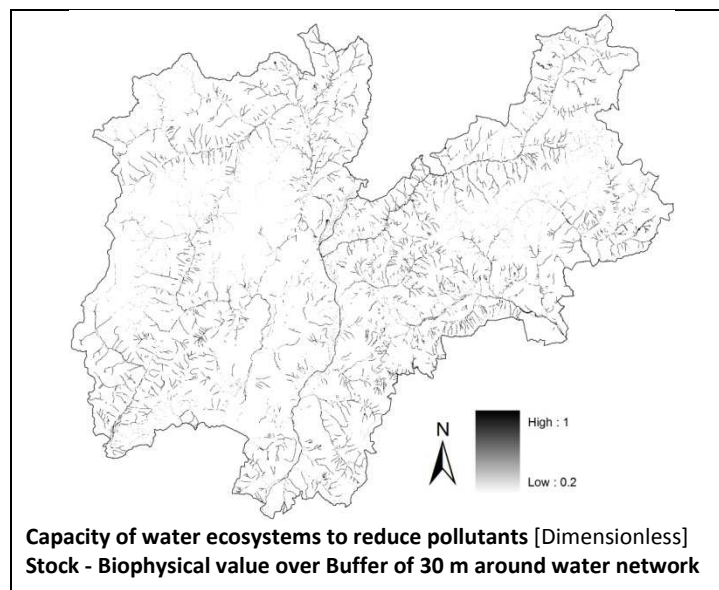 N
High : 1
Low : 0.2
Capacity of water ecosystems to reduce pollutants [Dimensionless]
Stock - Biophysical value over Buffer of 30 m around water network